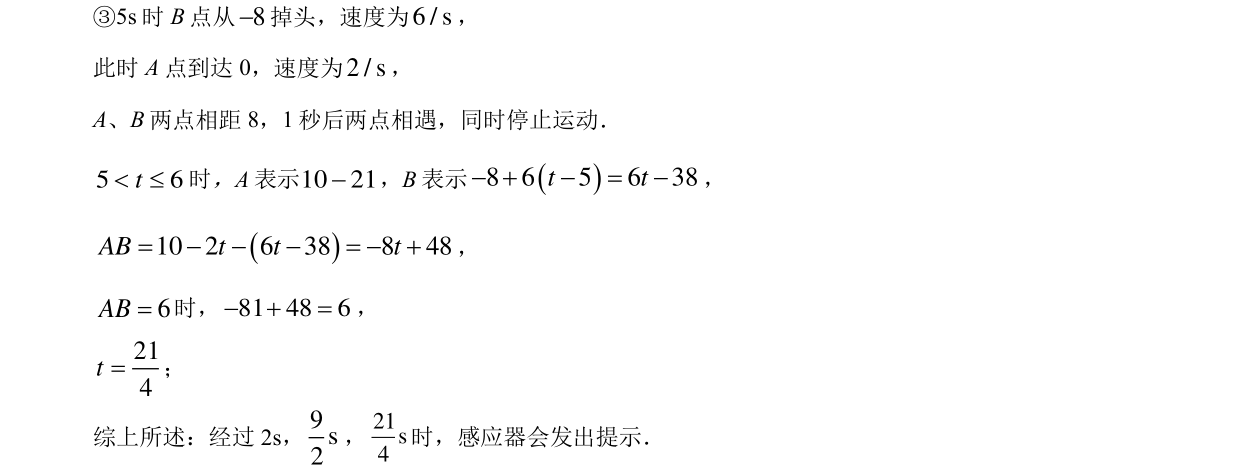 ③5s 时 B 点从 −8 掉头，速度为 6 / s，
此时 A 点到达 0，速度为 2 / s，
A、B 两点相距 8，1 秒后两点相遇，同时停止运动．
5 < t ≤ 6 时，A 表示 10 − 21，B 表示 −8 + 6(t − 5) = 6t − 38，
AB = 10 − 2t − (6t − 38) = −8t + 48，
AB = 6 时， −81 + 48 = 6，
t = 21/4；
综上所述：经过 2s， 9/2 s， 21/4 s 时，感应器会发出提示．